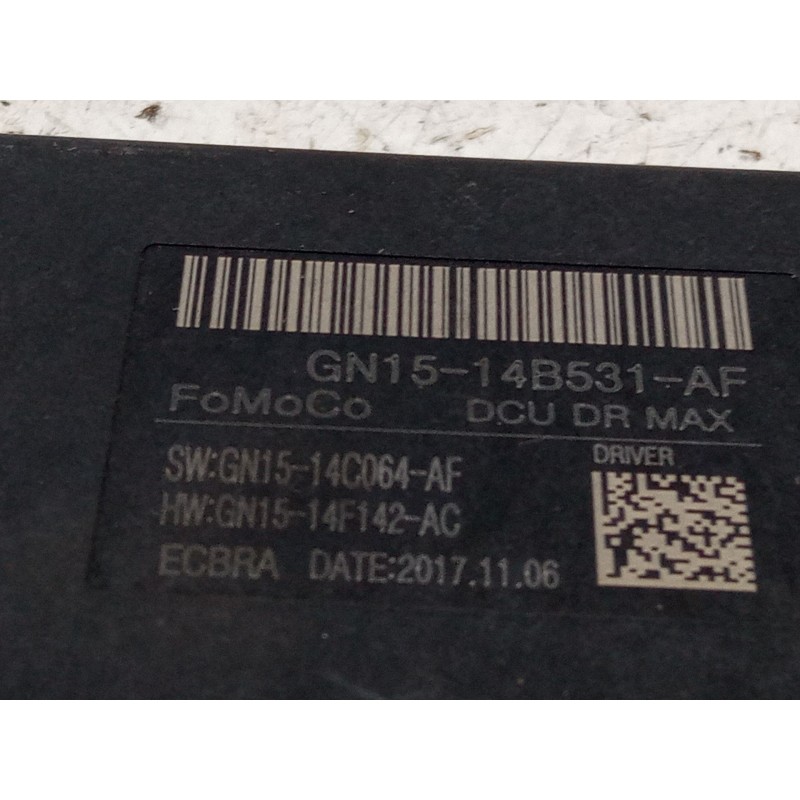 GN15-14B531-AF
FoMoCo DCU DR MAX
DRIVER
SW:GN15-14C064-AF
HW:GN15-14F142-AC
ECBRA DATE:2017.11.06